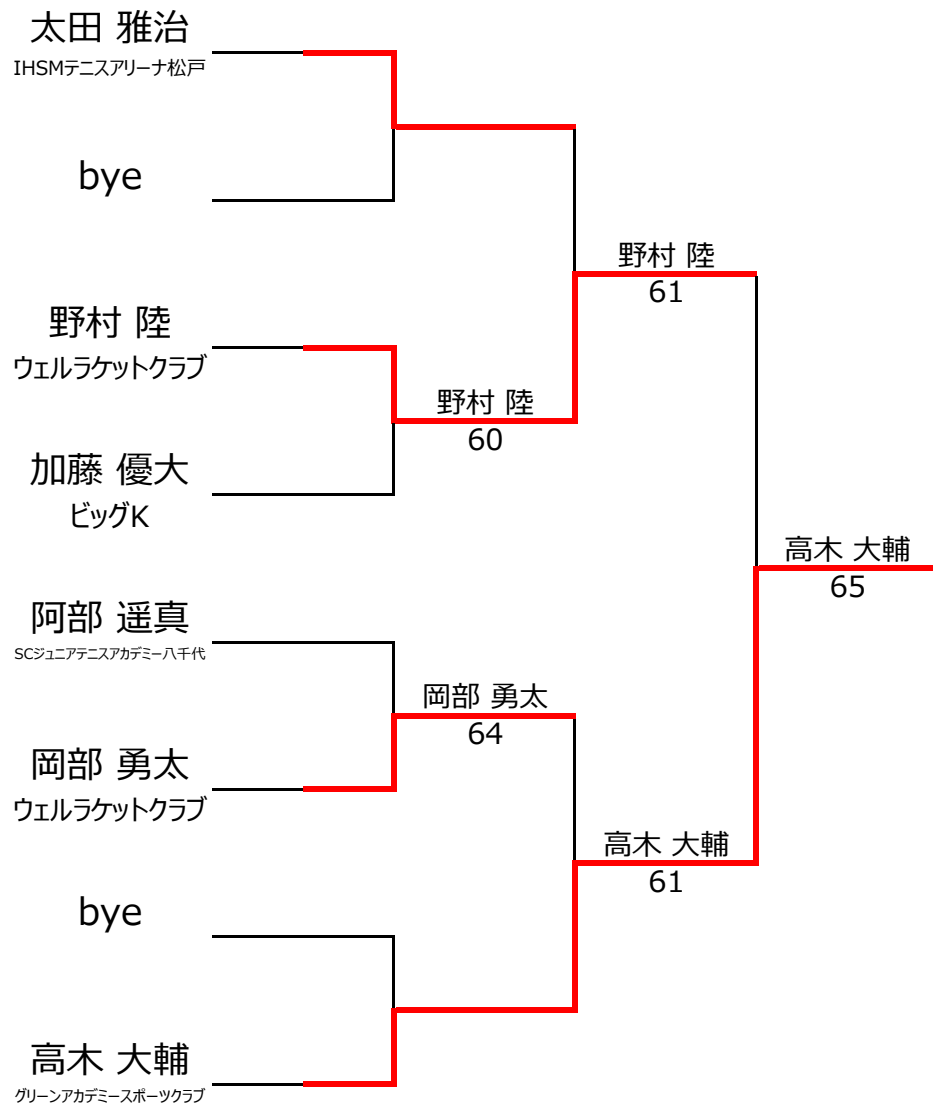 太田 雅治
IHSMテニスアリーナ松戸
bye
野村 陸
61
野村 陸
ウェルラケットクラブ
野村 陸
60
加藤 優大
ビッグK
高木 大輔
65
阿部 遥真
SCジュニアテニスアカデミー八千代
岡部 勇太
64
岡部 勇太
ウェルラケットクラブ
高木 大輔
61
bye
高木 大輔
グリーンアカデミースポーツクラブ